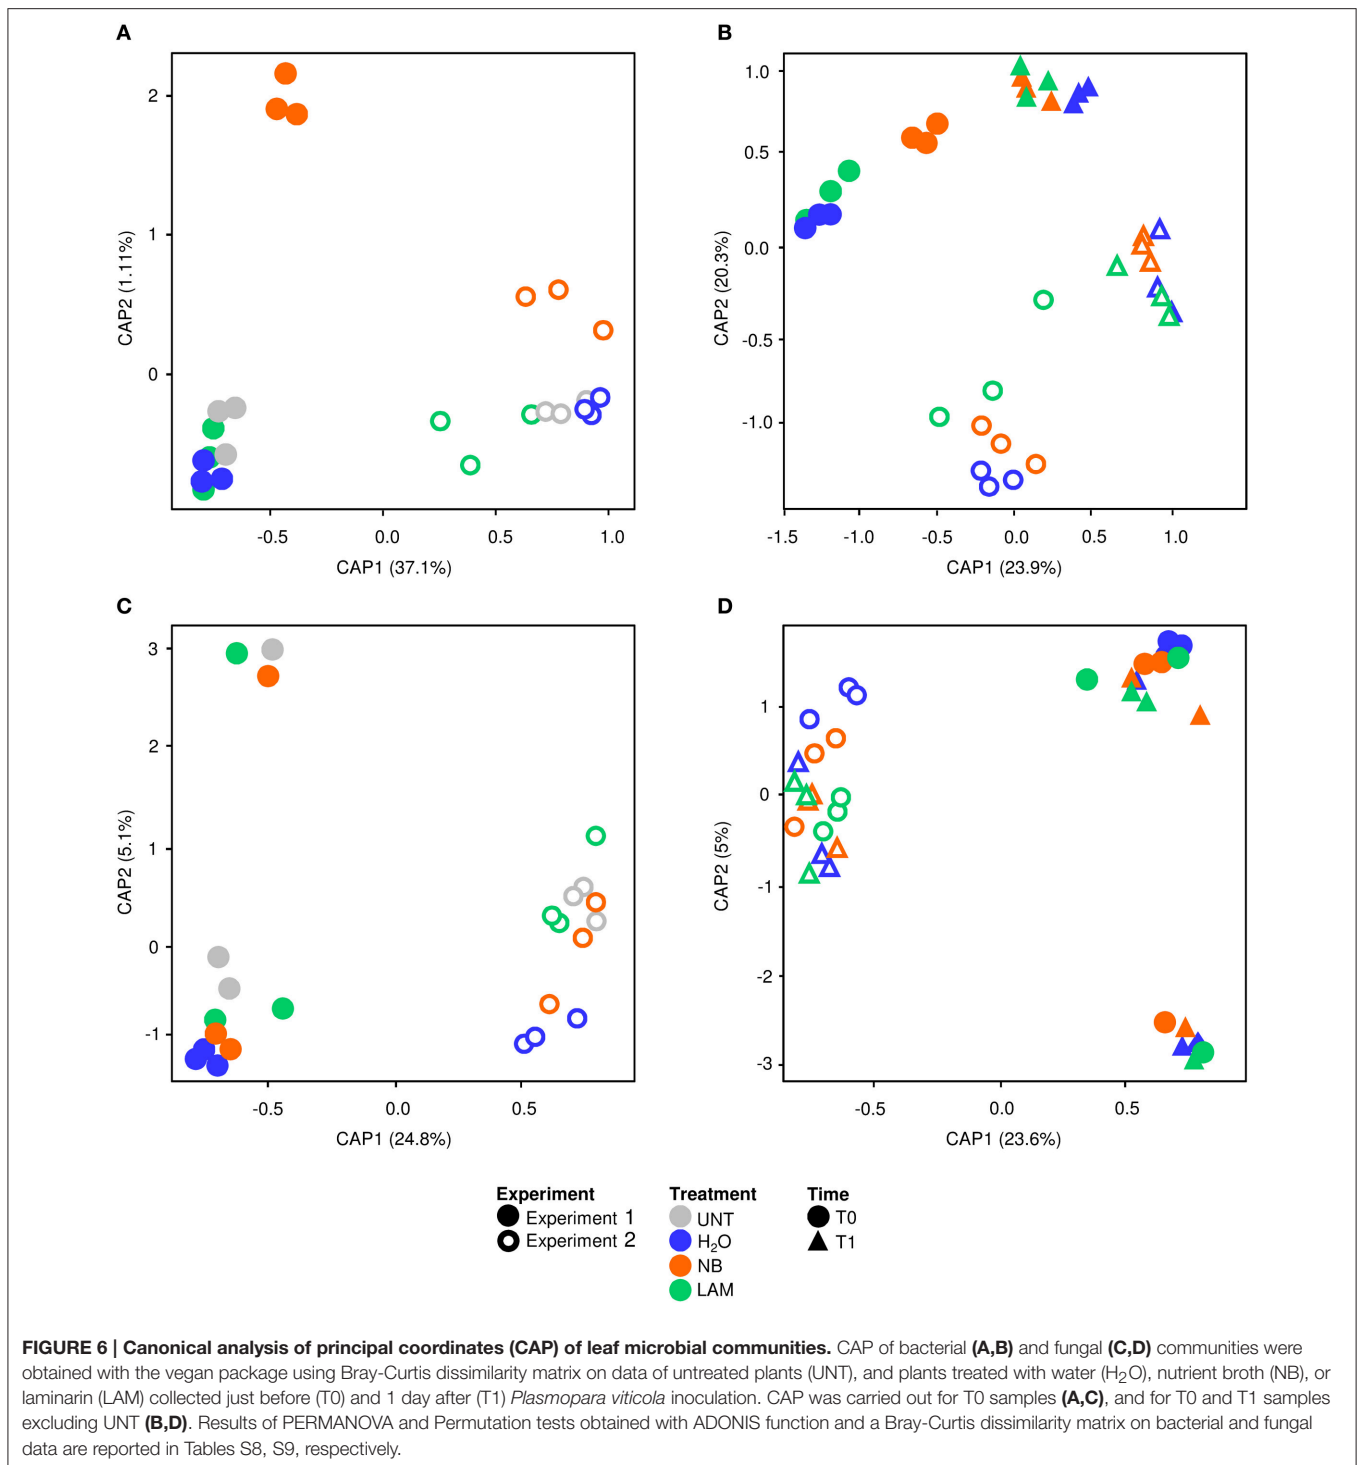 A
CAP2 (1.11%)
2
1
0
-0.5
0.0
0.5
1.0
CAP1 (37.1%)
B
CAP2 (20.3%)
1.0
0.5
0.0
-0.5
-1.0
-1.5
-1.0
-0.5
0.0
0.5
1.0
CAP1 (23.9%)
C
CAP2 (5.1%)
3
2
1
0
-1
-0.5
0.0
0.5
CAP1 (24.8%)
D
CAP2 (5%)
1
0
-1
-2
-3
-0.5
0.0
0.5
CAP1 (23.6%)
Experiment
Experiment 1
Experiment 2
Treatment
UNT
H₂O
NB
LAM
Time
T0
T1
FIGURE 6 | Canonical analysis of principal coordinates (CAP) of leaf microbial communities. CAP of bacterial (A,B) and fungal (C,D) communities were
obtained with the vegan package using Bray-Curtis dissimilarity matrix on data of untreated plants (UNT), and plants treated with water (H₂O), nutrient broth (NB), or
laminarin (LAM) collected just before (T0) and 1 day after (T1) Plasmopara viticola inoculation. CAP was carried out for T0 samples (A,C), and for T0 and T1 samples
excluding UNT (B,D). Results of PERMANOVA and Permutation tests obtained with ADONIS function and a Bray-Curtis dissimilarity matrix on bacterial and fungal
data are reported in Tables S8, S9, respectively.